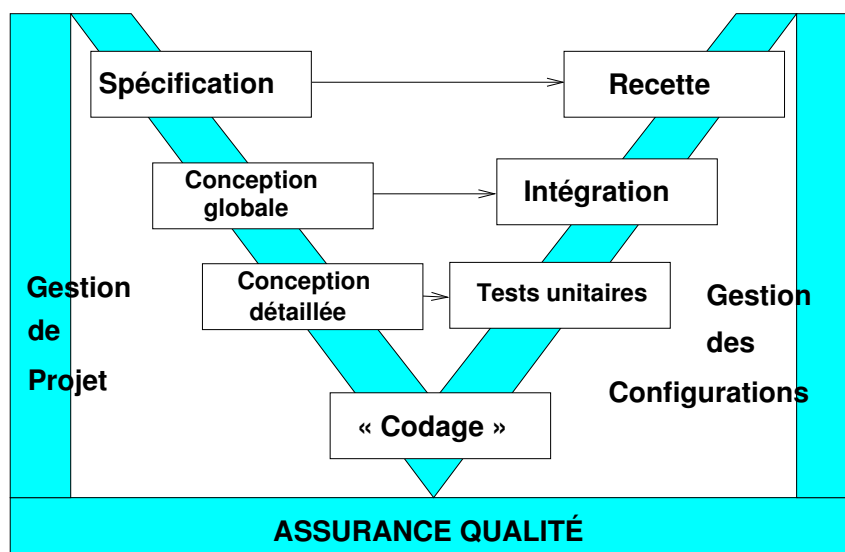 Spécification
Recette
Conception
globale
Intégration
Conception
détaillée
Tests unitaires
Gestion
de
Projet
Gestion
des
Configurations
« Codage »
ASSURANCE QUALITÉ